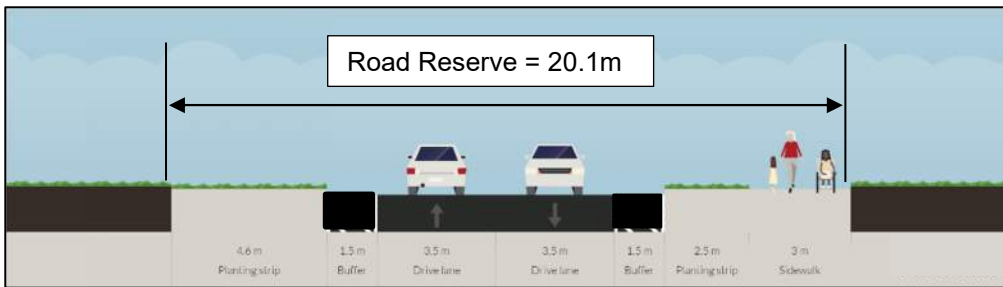 Road Reserve = 20.1m
4.6 m 1.5 m 3.5 m 3.5 m 1.5 m 2.5 m 3 m
Planting strip Buffer Drive lane Drive lane Buffer Planting strip Sidewalk